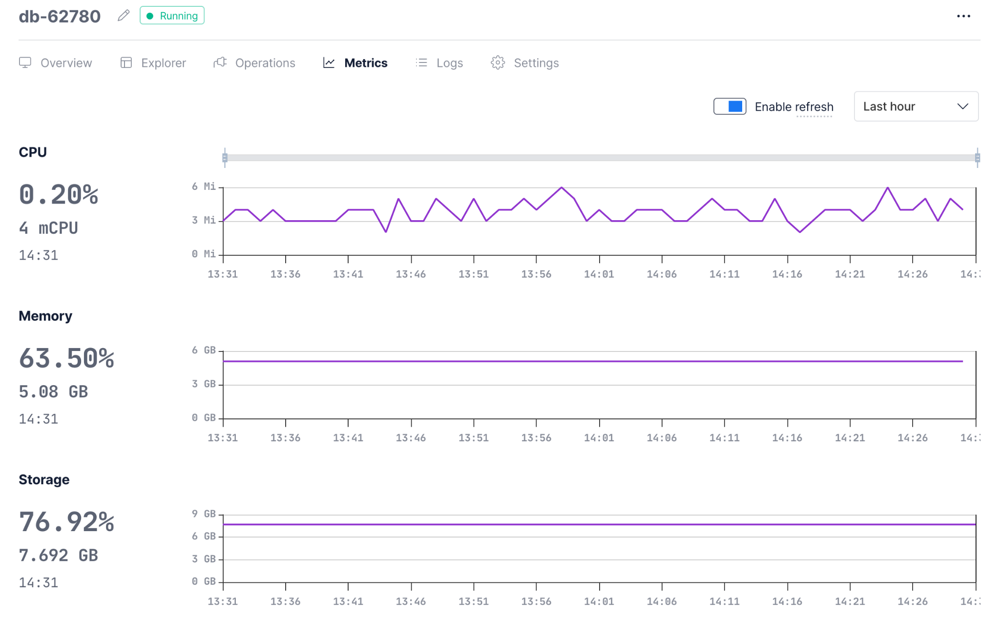 db-62780 Running
Overview Explorer Operations Metrics Logs Settings
Enable refresh Last hour
CPU
0.20%
4 mCPU
14:31
6 Mi
3 Mi
0 Mi
13:31 13:36 13:41 13:46 13:51 13:56 14:01 14:06 14:11 14:16 14:21 14:26 14:
Memory
63.50%
5.08 GB
14:31
6 GB
3 GB
0 GB
13:31 13:36 13:41 13:46 13:51 13:56 14:01 14:06 14:11 14:16 14:21 14:26 14:
Storage
76.92%
7.692 GB
14:31
9 GB
6 GB
3 GB
0 GB
13:31 13:36 13:41 13:46 13:51 13:56 14:01 14:06 14:11 14:16 14:21 14:26 14: